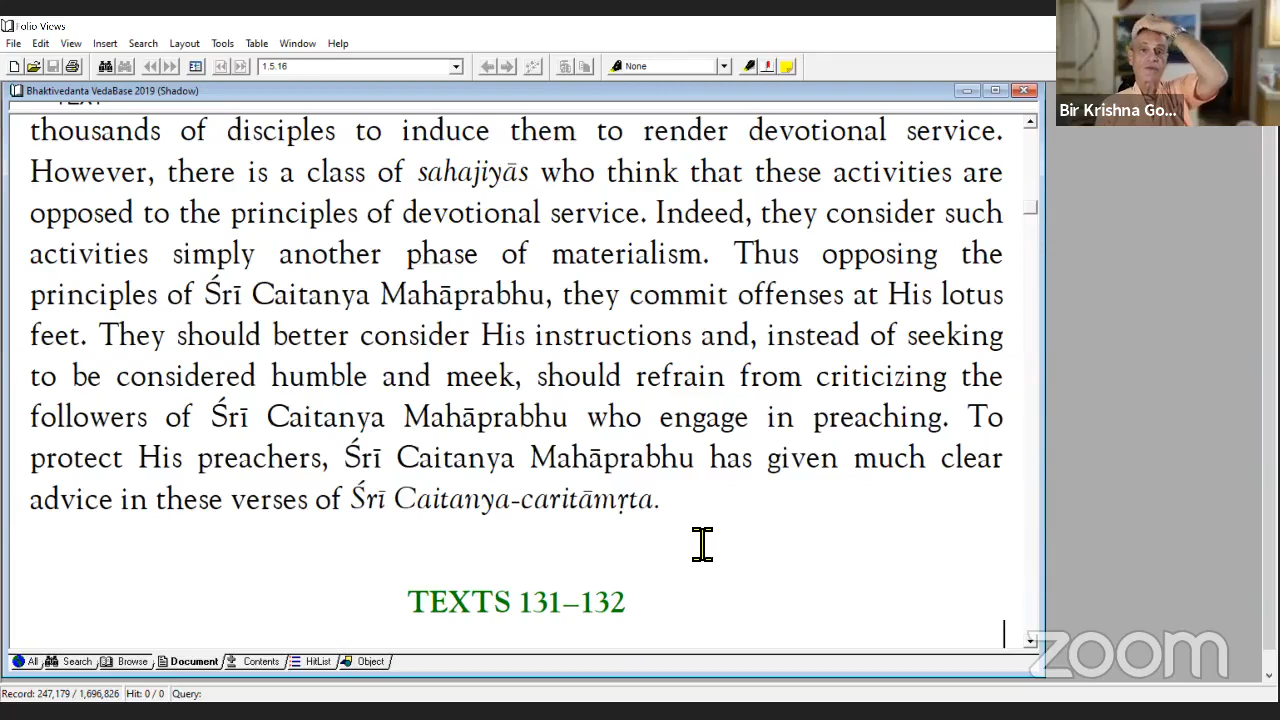 Folio Views
File Edit View Insert Search Layout Tools Table Window Help
1.5.16 None
Bhaktivedanta VedaBase 2019 (Shadow)
thousands of disciples to induce them to render devotional service.
However, there is a class of sahajiyās who think that these activities are
opposed to the principles of devotional service. Indeed, they consider such
activities simply another phase of materialism. Thus opposing the
principles of Śrī Caitanya Mahāprabhu, they commit offenses at His lotus
feet. They should better consider His instructions and, instead of seeking
to be considered humble and meek, should refrain from criticizing the
followers of Śrī Caitanya Mahāprabhu who engage in preaching. To
protect His preachers, Śrī Caitanya Mahāprabhu has given much clear
advice in these verses of Śrī Caitanya-caritāmṛta.
TEXTS 131–132
All Search Browse Document Contents HitList Object
Record: 247,179 / 1,696,826 Hit: 0 / 0 Query:
Bir Krishna Go...
zoom